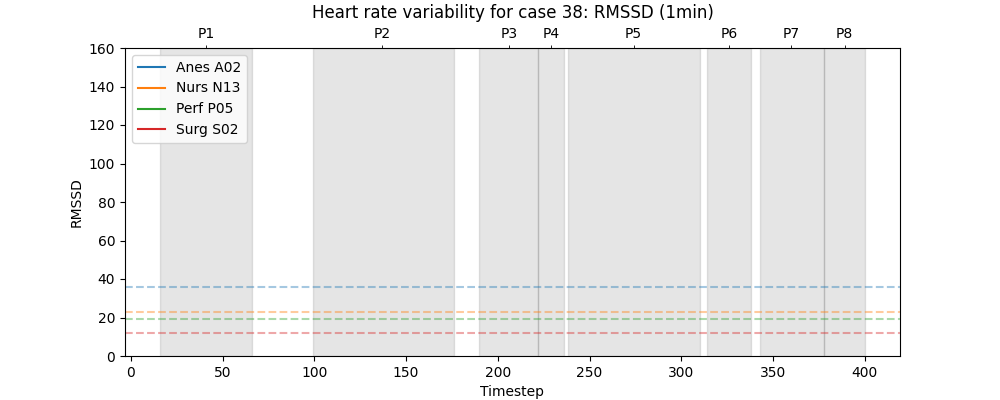 Heart rate variability for case 38: RMSSD (1min)
P1 P2 P3 P4 P5 P6 P7 P8
160
140
120
100
80
60
40
20
0
RMSSD
Anes A02
Nurs N13
Perf P05
Surg S02
0 50 100 150 200 250 300 350 400
Timestep